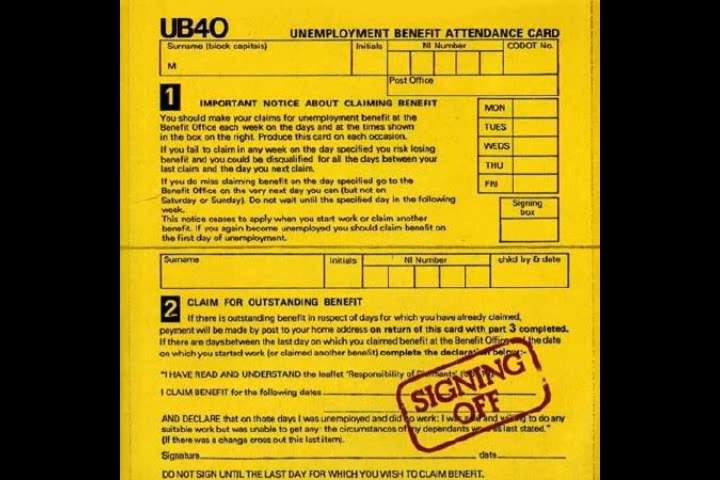 UB40 UNEMPLOYMENT BENEFIT ATTENDANCE CARD
Surname (block capitals) Initials NI Number CODOT No.
M
Post Office
1 IMPORTANT NOTICE ABOUT CLAIMING BENEFIT
You should make your claims for unemployment benefit at the
Benefit Office each week on the days and at the times shown
in the box on the right. Produce this card on each occasion.
If you fail to claim in any week on the day specified you risk losing
benefit and you could be disqualified for all the days between your
last claim and the day you next claim.
If you do miss claiming benefit on the day specified go to the
Benefit Office on the very next day you can (but not on
Saturday or Sunday). Do not wait until the specified day in the following
week.
This notice ceases to apply when you start work or claim another
benefit. If you again become unemployed you should claim benefit on
the first day of unemployment.
MON
TUES
WEDS
THU
FRI
Signing
box
Surname Initials NI Number chkd by & date
2 CLAIM FOR OUTSTANDING BENEFIT
If there is outstanding benefit in respect of days for which you have already claimed,
payment will be made by post to your home address on return of this card with part 3 completed.
If there are days between the last day on which you claimed benefit at the Benefit Office and the date
on which you started work (or claimed another benefit) complete the declaration below:-
"I HAVE READ AND UNDERSTAND the leaflet 'Responsibility of Claimants'
I CLAIM BENEFIT for the following dates
AND DECLARE that on those days I was unemployed and did no work; I was able and willing to do any
suitable work but was unable to get any: the circumstances of my dependants were as last stated."
(If there was a change cross out this last item).
Signature date
DO NOT SIGN UNTIL THE LAST DAY FOR WHICH YOU WISH TO CLAIM BENEFIT.
SIGNING
OFF